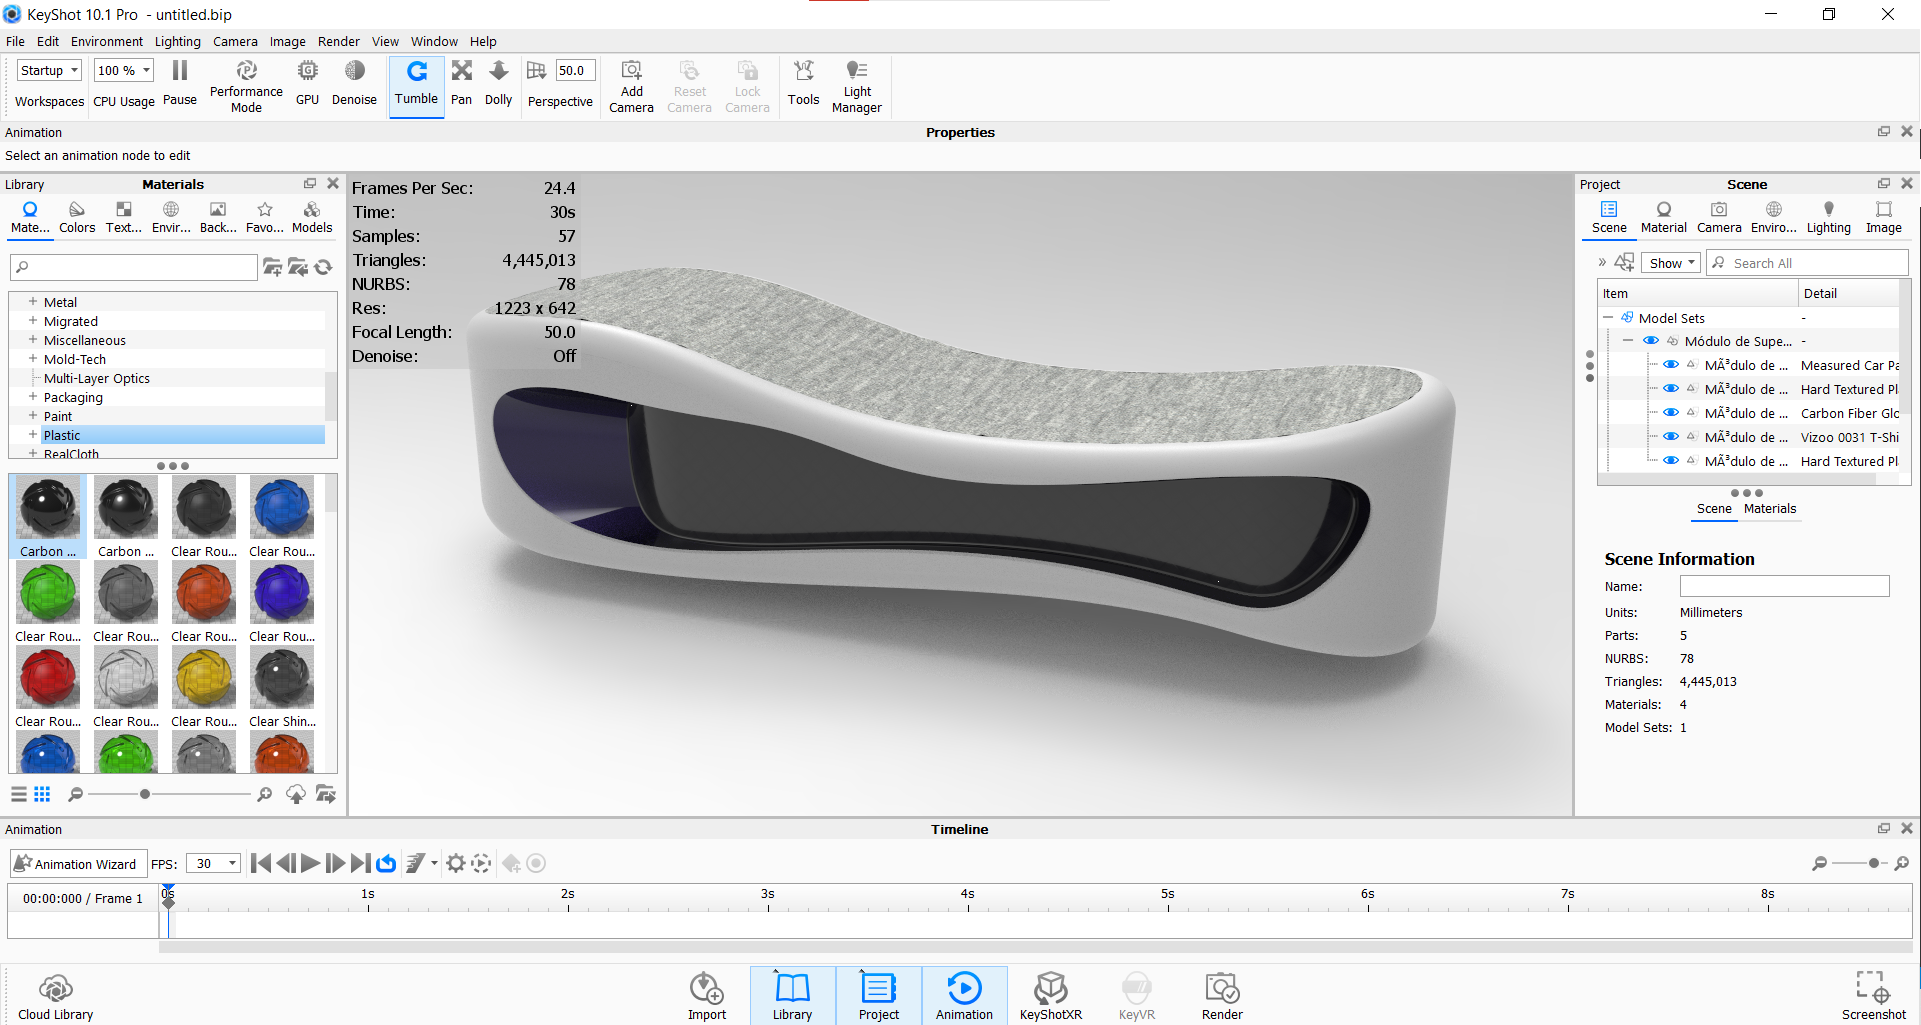 KeyShot 10.1 Pro - untitled.bip
File Edit Environment Lighting Camera Image Render View Window Help
Startup 100 % 50.0
Workspaces CPU Usage Pause Performance Mode GPU Denoise Tumble Pan Dolly Perspective Add Camera Reset Camera Lock Camera Tools Light Manager
Animation Properties
Select an animation node to edit
Library Materials
Mate... Colors Text... Envir... Back... Favo... Models
Metal
Migrated
Miscellaneous
Mold-Tech
Multi-Layer Optics
Packaging
Paint
Plastic
RealCloth
Carbon ... Carbon ... Clear Rou... Clear Rou...
Clear Rou... Clear Rou... Clear Rou... Clear Rou...
Clear Rou... Clear Rou... Clear Rou... Clear Shin...
Frames Per Sec: 24.4
Time: 30s
Samples: 57
Triangles: 4,445,013
NURBS: 78
Res: 1223 x 642
Focal Length: 50.0
Denoise: Off
Project Scene
Scene Material Camera Enviro... Lighting Image
Show Search All
Item Detail
Model Sets -
Módulo de Supe... -
MÃ³dulo de ... Measured Car Pa
MÃ³dulo de ... Hard Textured Pl
MÃ³dulo de ... Carbon Fiber Glo
MÃ³dulo de ... Vizoo 0031 T-Shi
MÃ³dulo de ... Hard Textured Pl
Scene Materials
Scene Information
Name:
Units: Millimeters
Parts: 5
NURBS: 78
Triangles: 4,445,013
Materials: 4
Model Sets: 1
Animation Timeline
Animation Wizard FPS: 30
00:00:000 / Frame 1 0s 1s 2s 3s 4s 5s 6s 7s 8s
Cloud Library Import Library Project Animation KeyShotXR KeyVR Render Screenshot